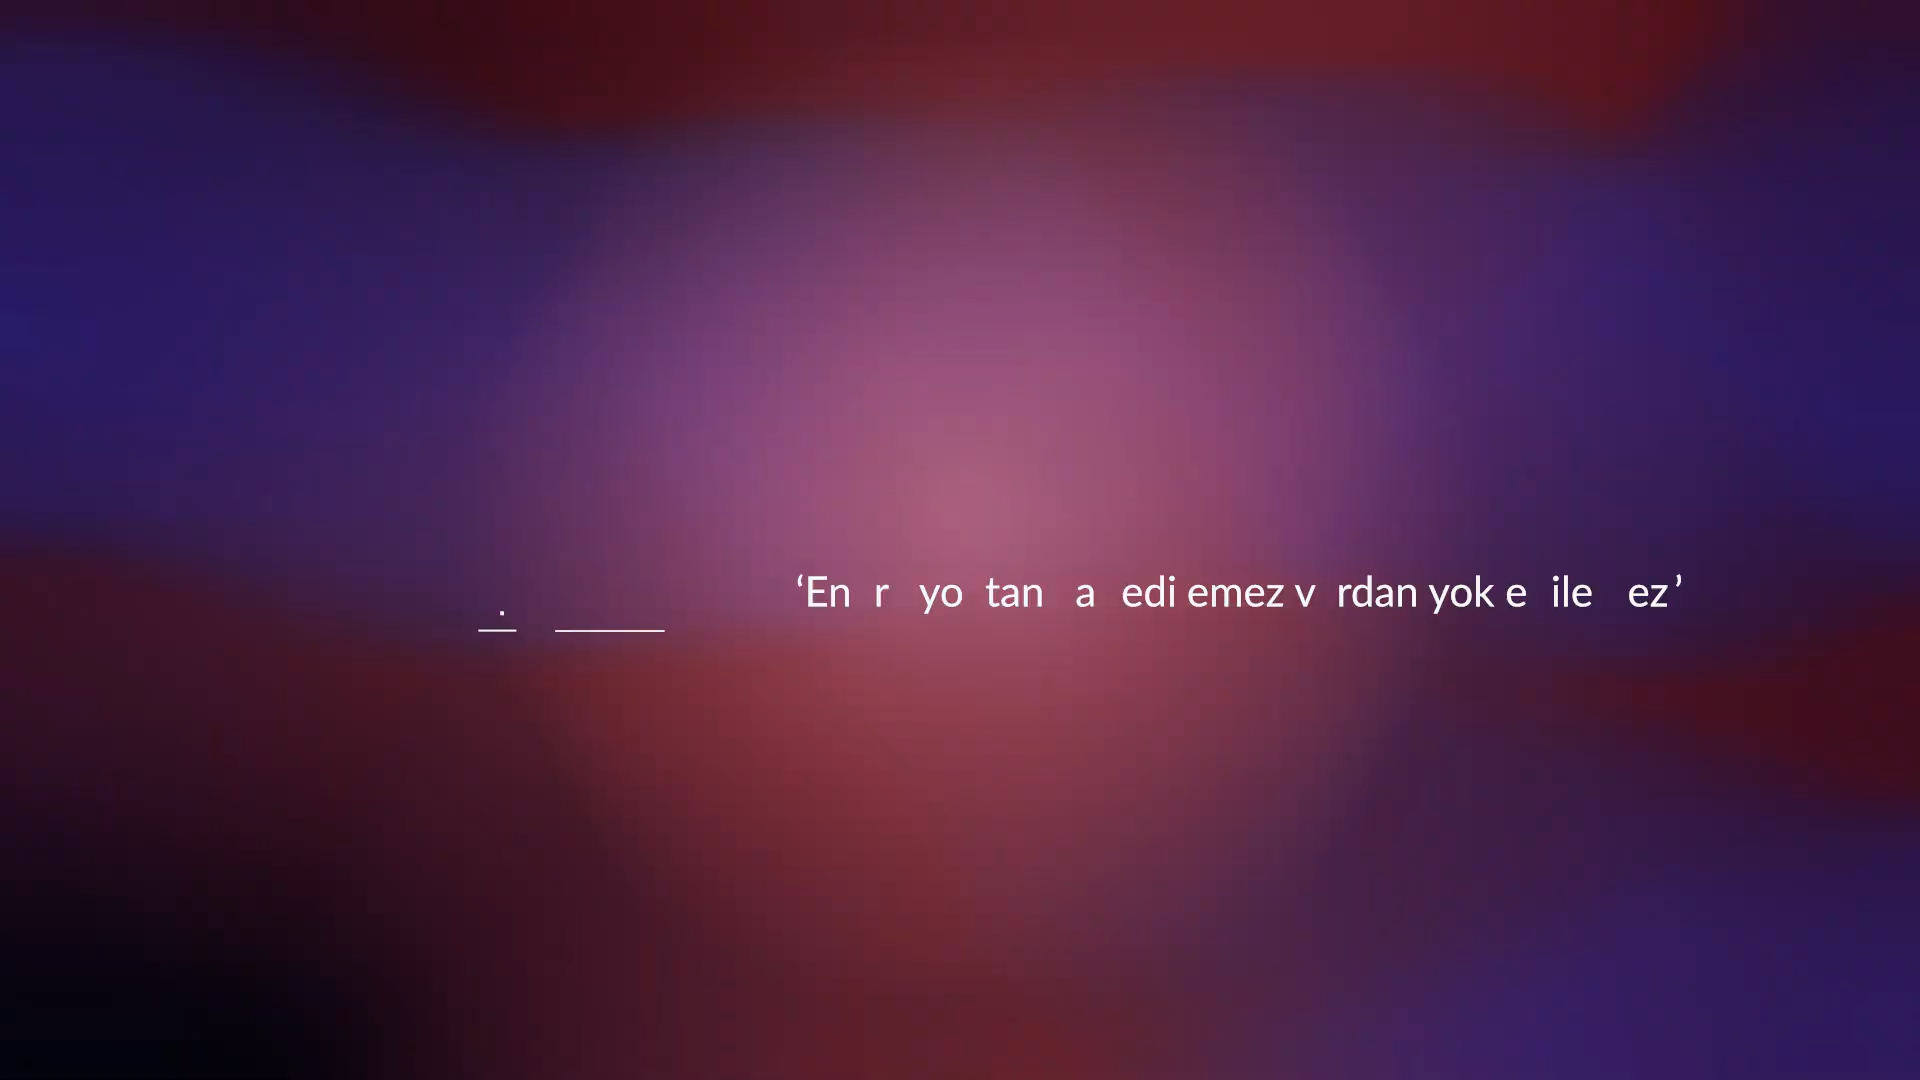 ‘En r yo tan a edi emez v rdan yok e ile ez’